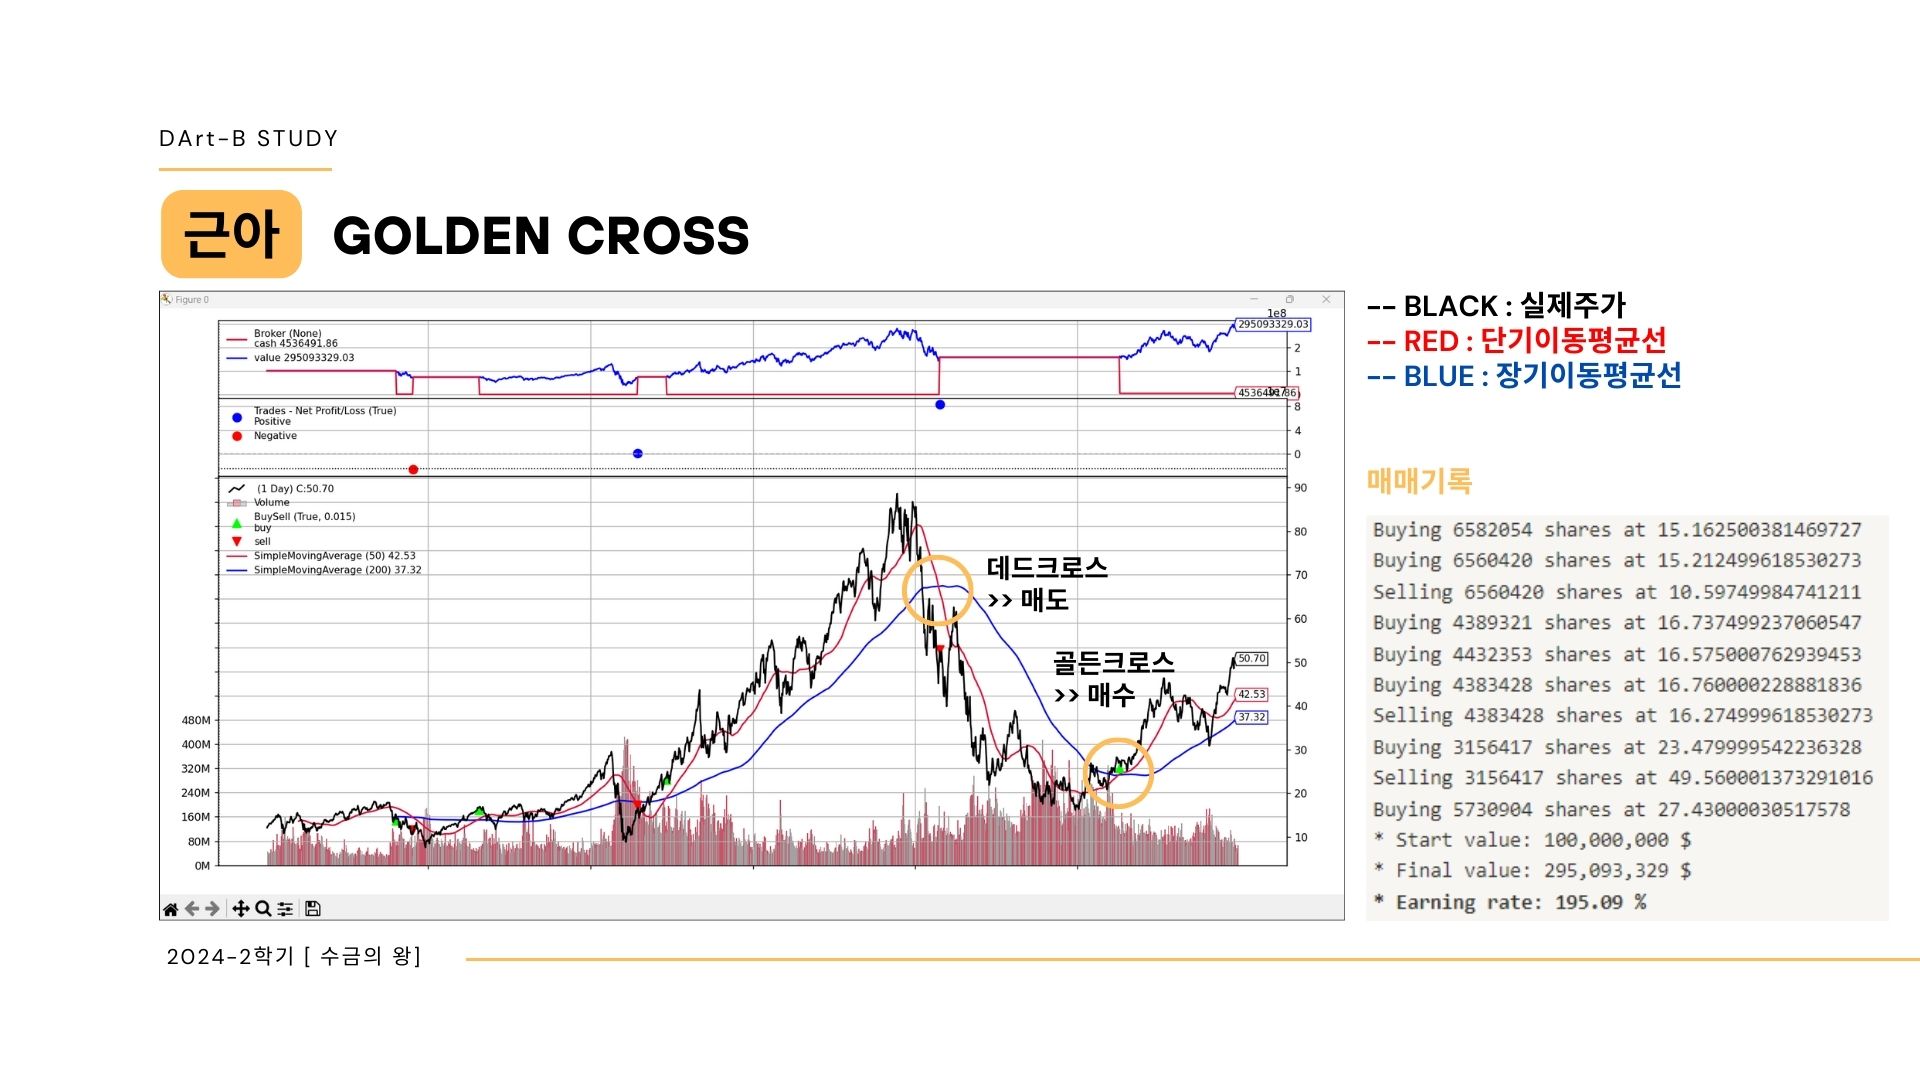 DArt-B STUDY
근아
GOLDEN CROSS
Figure 0
1e8
Broker (None)
cash 4536491.86
value 295093329.03
295093329.03
2
1
Trades - Net Profit/Loss (True)
Positive
Negative
8
4
0
(1 Day) C:50.70
Volume
BuySell (True, 0.015)
buy
sell
SimpleMovingAverage (50) 42.53
SimpleMovingAverage (200) 37.32
90
80
70
60
50
40
30
20
10
50.70
42.53
37.32
480M
400M
320M
240M
160M
80M
0M
데드크로스
>> 매도
골든크로스
>> 매수
-- BLACK : 실제주가
-- RED : 단기이동평균선
-- BLUE : 장기이동평균선
매매기록
Buying 6582054 shares at 15.162500381469727
Buying 6560420 shares at 15.212499618530273
Selling 6560420 shares at 10.59749984741211
Buying 4389321 shares at 16.737499237060547
Buying 4432353 shares at 16.575000762939453
Buying 4383428 shares at 16.760000228881836
Selling 4383428 shares at 16.274999618530273
Buying 3156417 shares at 23.479999542236328
Selling 3156417 shares at 49.560001373291016
Buying 5730904 shares at 27.43000030517578
* Start value: 100,000,000 $
* Final value: 295,093,329 $
* Earning rate: 195.09 %
2024-2학기 [ 수금의 왕]